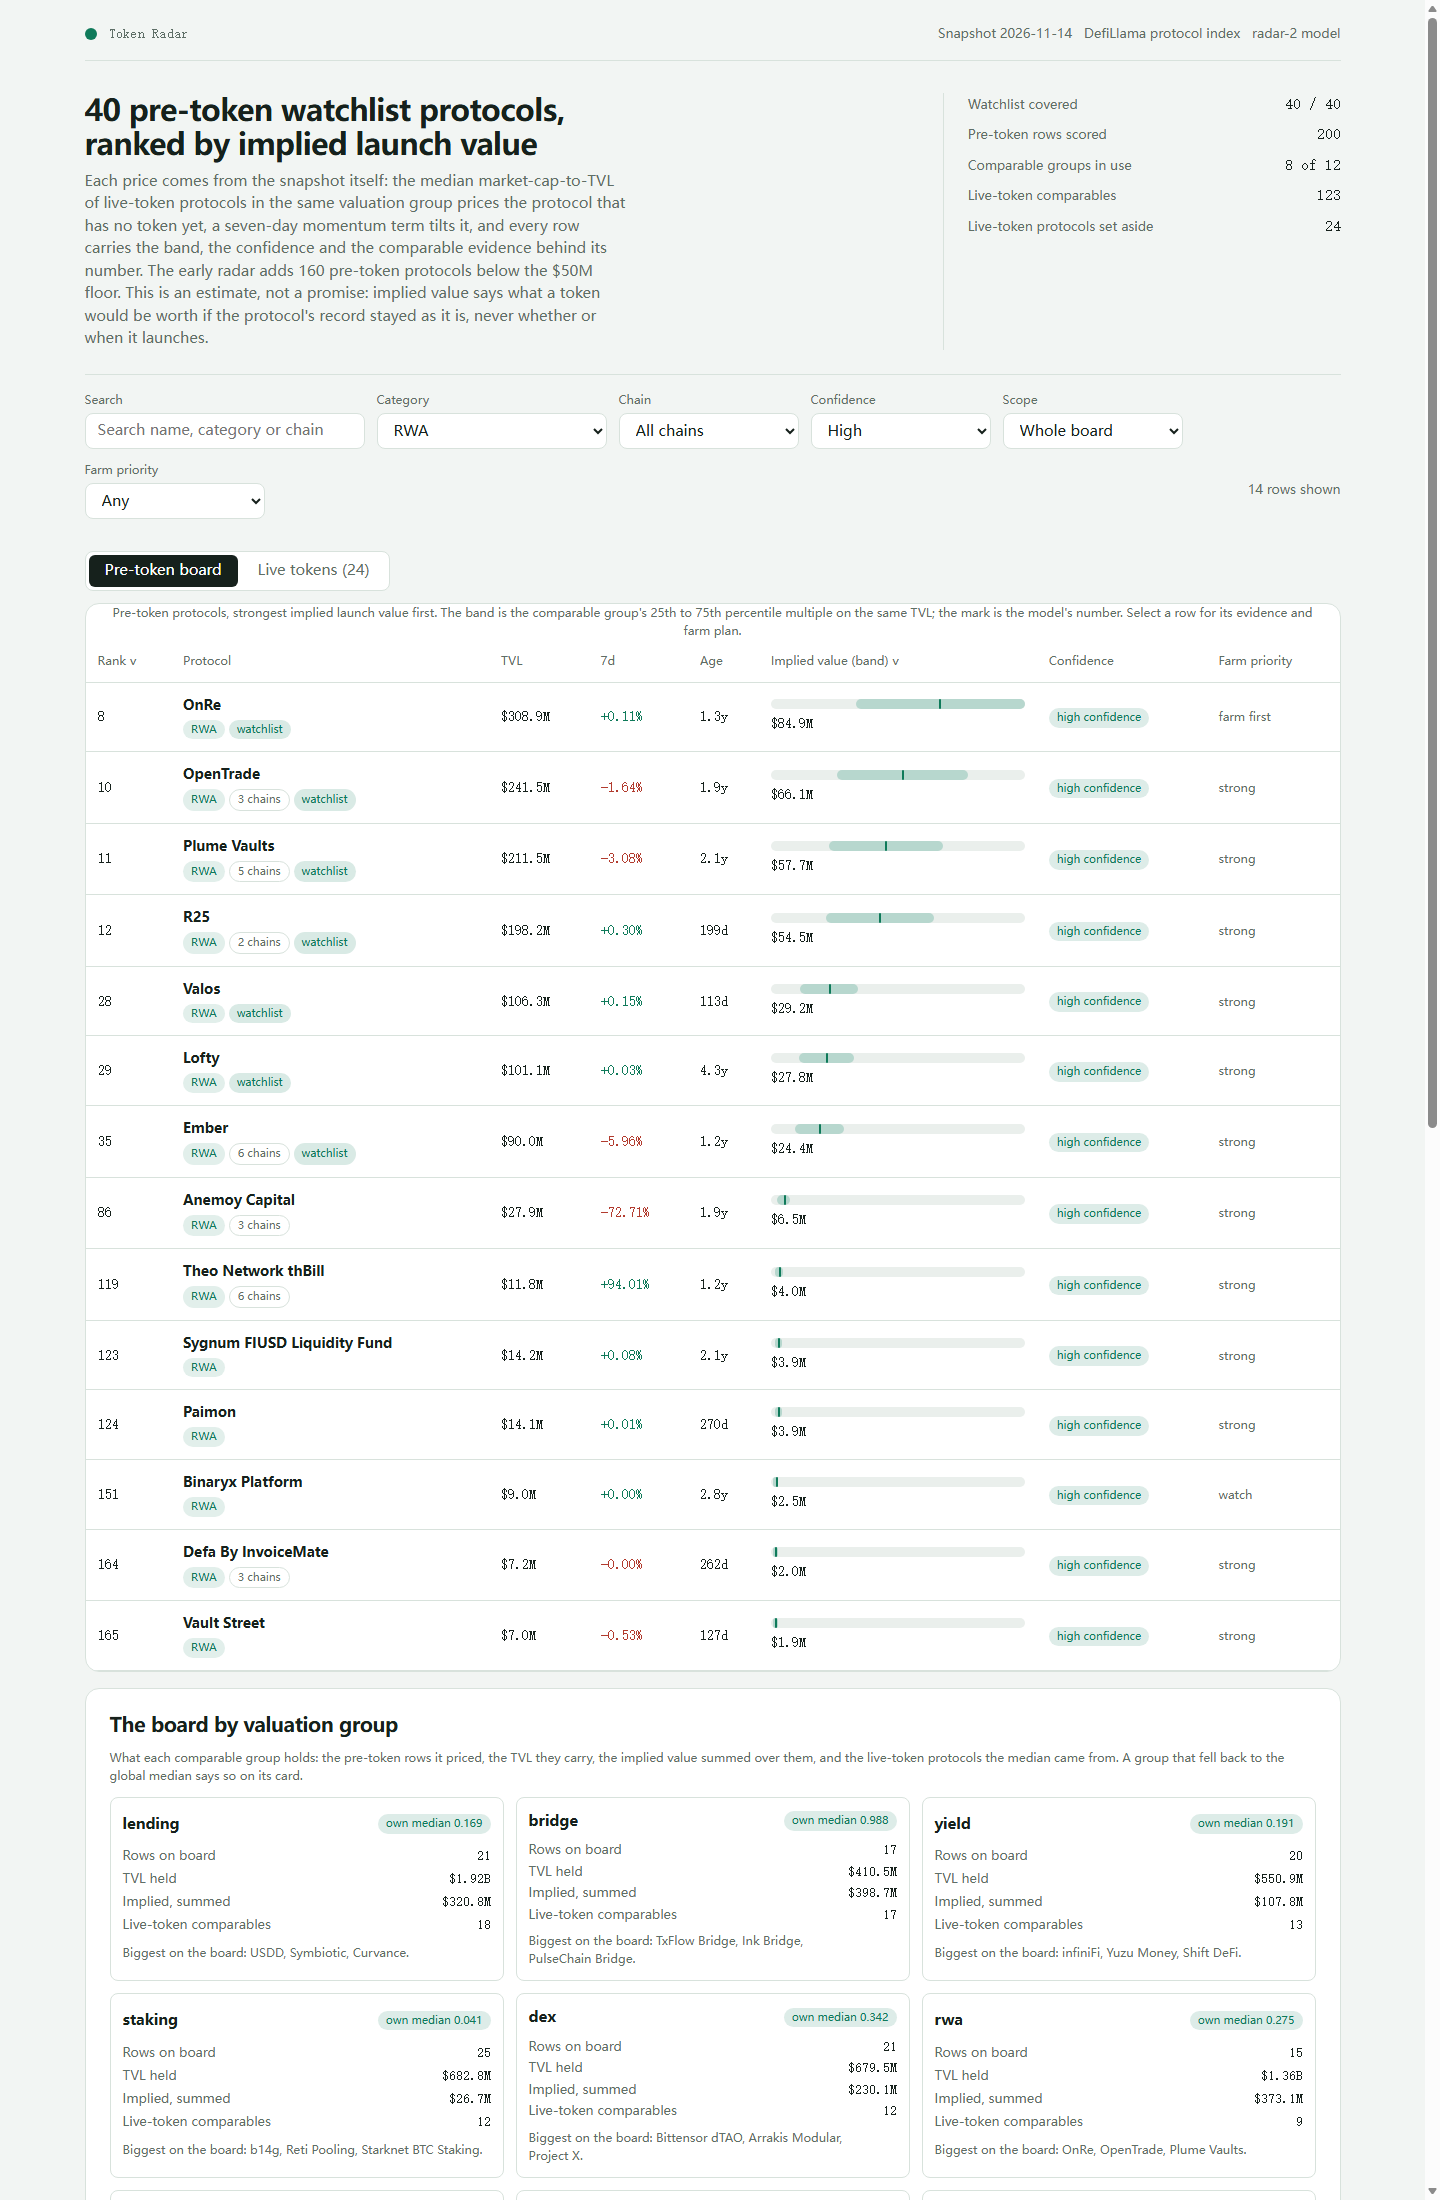 Token Radar
Snapshot 2026-11-14 DefiLlama protocol index radar-2 model
40 pre-token watchlist protocols,
ranked by implied launch value
Each price comes from the snapshot itself: the median market-cap-to-TVL
of live-token protocols in the same valuation group prices the protocol that
has no token yet, a seven-day momentum term tilts it, and every row
carries the band, the confidence and the comparable evidence behind its
number. The early radar adds 160 pre-token protocols below the $50M
floor. This is an estimate, not a promise: implied value says what a token
would be worth if the protocol's record stayed as it is, never whether or
when it launches.
Watchlist covered 40 / 40
Pre-token rows scored 200
Comparable groups in use 8 of 12
Live-token comparables 123
Live-token protocols set aside 24
Search Category Chain Confidence Scope
Search name, category or chain RWA All chains High Whole board
Farm priority
Any
14 rows shown
Pre-token board Live tokens (24)
Pre-token protocols, strongest implied launch value first. The band is the comparable group's 25th to 75th percentile multiple on the same TVL; the mark is the model's number. Select a row for its evidence and
farm plan.
Rank v Protocol TVL 7d Age Implied value (band) v Confidence Farm priority
8 OnRe RWA watchlist $308.9M +0.11% 1.3y $84.9M high confidence farm first
10 OpenTrade RWA 3 chains watchlist $241.5M −1.64% 1.9y $66.1M high confidence strong
11 Plume Vaults RWA 5 chains watchlist $211.5M −3.08% 2.1y $57.7M high confidence strong
12 R25 RWA 2 chains watchlist $198.2M +0.30% 199d $54.5M high confidence strong
28 Valos RWA watchlist $106.3M +0.15% 113d $29.2M high confidence strong
29 Lofty RWA watchlist $101.1M +0.03% 4.3y $27.8M high confidence strong
35 Ember RWA 6 chains watchlist $90.0M −5.96% 1.2y $24.4M high confidence strong
86 Anemoy Capital RWA 3 chains $27.9M −72.71% 1.9y $6.5M high confidence strong
119 Theo Network thBill RWA 6 chains $11.8M +94.01% 1.2y $4.0M high confidence strong
123 Sygnum FIUSD Liquidity Fund RWA $14.2M +0.08% 2.1y $3.9M high confidence strong
124 Paimon RWA $14.1M +0.01% 270d $3.9M high confidence strong
151 Binaryx Platform RWA $9.0M +0.00% 2.8y $2.5M high confidence watch
164 Defa By InvoiceMate RWA 3 chains $7.2M −0.00% 262d $2.0M high confidence strong
165 Vault Street RWA $7.0M −0.53% 127d $1.9M high confidence strong
The board by valuation group
What each comparable group holds: the pre-token rows it priced, the TVL they carry, the implied value summed over them, and the live-token protocols the median came from. A group that fell back to the
global median says so on its card.
lending own median 0.169
Rows on board 21
TVL held $1.92B
Implied, summed $320.8M
Live-token comparables 18
Biggest on the board: USDD, Symbiotic, Curvance.
bridge own median 0.988
Rows on board 17
TVL held $410.5M
Implied, summed $398.7M
Live-token comparables 17
Biggest on the board: TxFlow Bridge, Ink Bridge,
PulseChain Bridge.
yield own median 0.191
Rows on board 20
TVL held $550.9M
Implied, summed $107.8M
Live-token comparables 13
Biggest on the board: infiniFi, Yuzu Money, Shift DeFi.
staking own median 0.041
Rows on board 25
TVL held $682.8M
Implied, summed $26.7M
Live-token comparables 12
Biggest on the board: b14g, Reti Pooling, Starknet BTC Staking.
dex own median 0.342
Rows on board 21
TVL held $679.5M
Implied, summed $230.1M
Live-token comparables 12
Biggest on the board: Bittensor dTAO, Arrakis Modular,
Project X.
rwa own median 0.275
Rows on board 15
TVL held $1.36B
Implied, summed $373.1M
Live-token comparables 9
Biggest on the board: OnRe, OpenTrade, Plume Vaults.